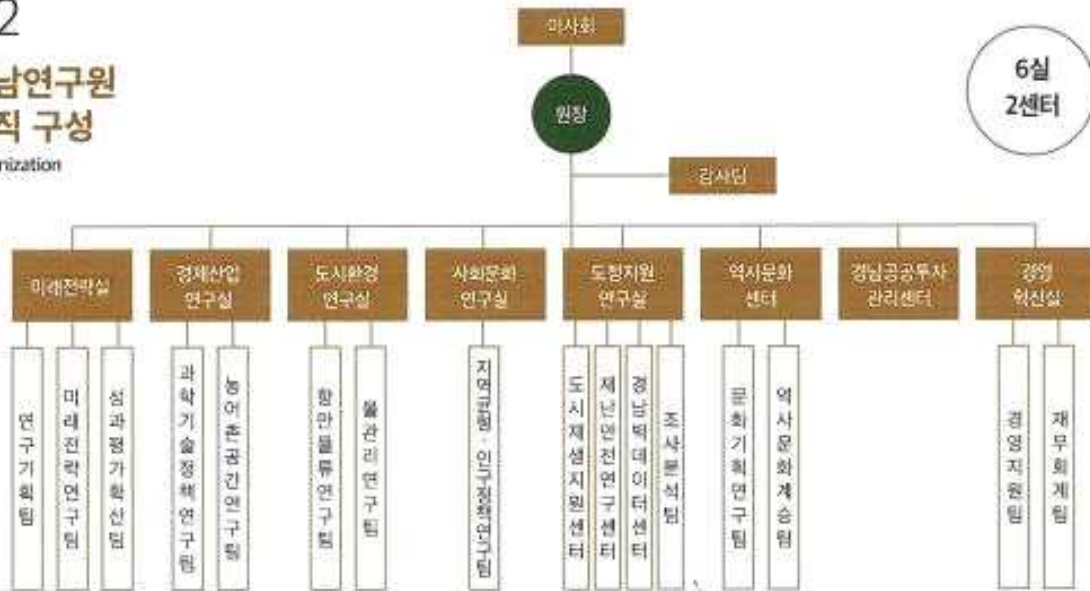 2
남연구원
직 구성
nization
6실
2센터
이사회
원장
감사팀
미래전략실
경제산업
연구실
도시환경
연구실
사회문화
연구실
도정지원
연구실
역사문화
센터
경남공공투자
관리센터
경영
혁신실
연구기획팀
미래전략연구팀
성과평가확산팀
과학기술정책연구팀
농어촌공간연구팀
항만물류연구팀
물관리연구팀
지역균형·인구정책연구팀
도시재생지원센터
재난안전연구센터
경남빅데이터센터
조사분석팀
문화기획연구팀
역사문화계승팀
경영지원팀
재무회계팀